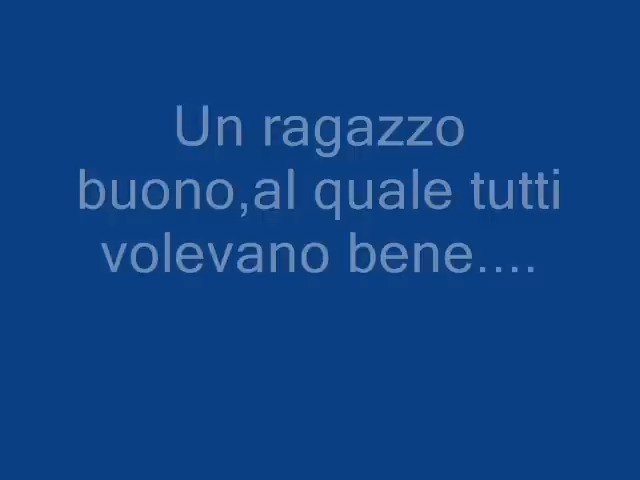 Un ragazzo
buono,al quale tutti
volevano bene....